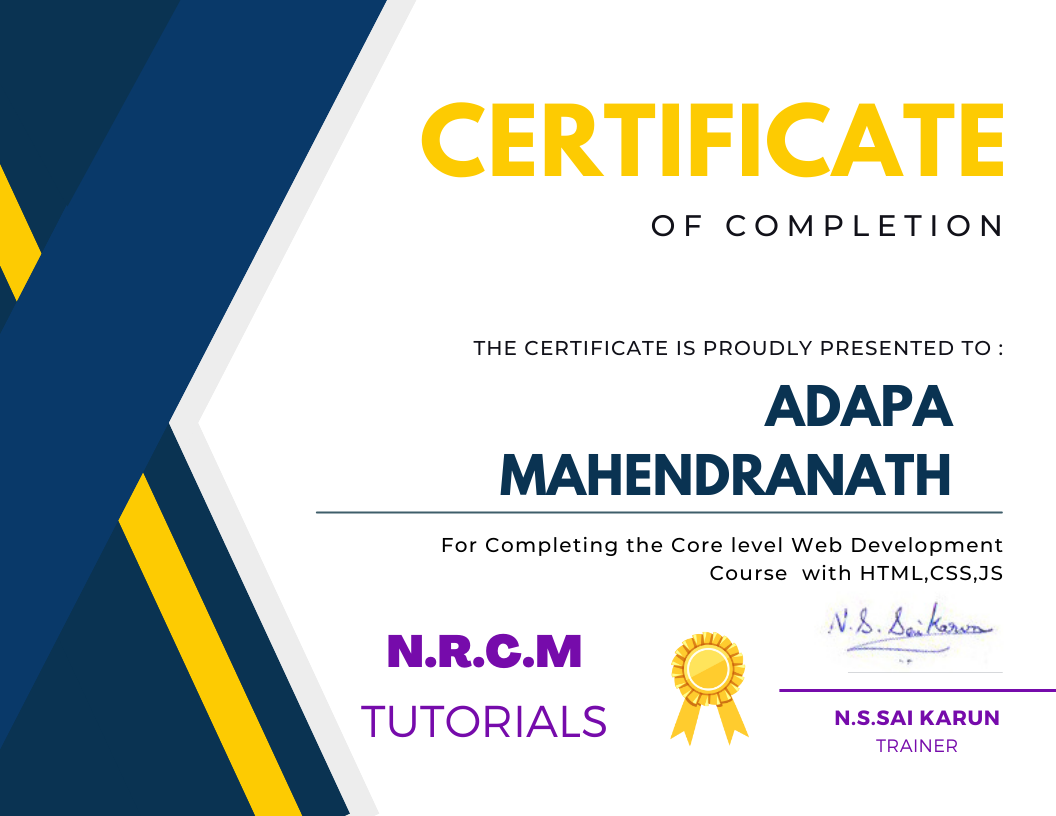 CERTIFICATE
OF COMPLETION
THE CERTIFICATE IS PROUDLY PRESENTED TO :
ADAPA
MAHENDRANATH
For Completing the Core level Web Development
Course  with HTML,CSS,JS
N.S. Sai Karun
N.R.C.M
TUTORIALS
N.S.SAI KARUN
TRAINER